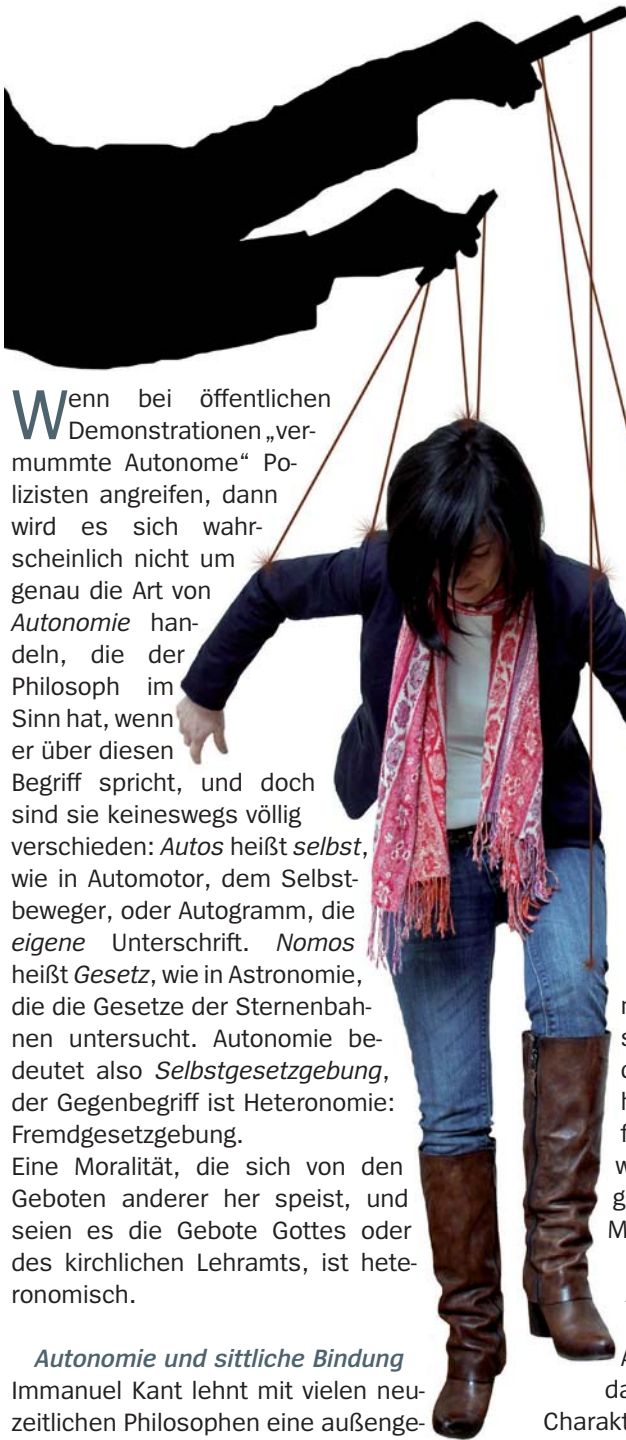 Wenn bei öffentlichen
Demonstrationen „ver-
mummte Autonome“ Po-
lizisten angreifen, dann
wird es sich wahr-
scheinlich nicht um
genau die Art von
Autonomie han-
deln, die der
Philosoph im
Sinn hat, wenn
er über diesen
Begriff spricht, und doch
sind sie keineswegs völlig
verschieden: Autos heißt selbst,
wie in Automotor, dem Selbst-
beweger, oder Autogramm, die
eigene Unterschrift. Nomos
heißt Gesetz, wie in Astronomie,
die die Gesetze der Sternenbah-
nen untersucht. Autonomie be-
deutet also Selbstgesetzgebung,
der Gegenbegriff ist Heteronomie:
Fremdgesetzgebung.
Eine Moralität, die sich von den
Geboten anderer her speist, und
seien es die Gebote Gottes oder
des kirchlichen Lehramts, ist hete-
ronomisch.
Autonomie und sittliche Bindung
Immanuel Kant lehnt mit vielen neu-
zeitlichen Philosophen eine außenge-